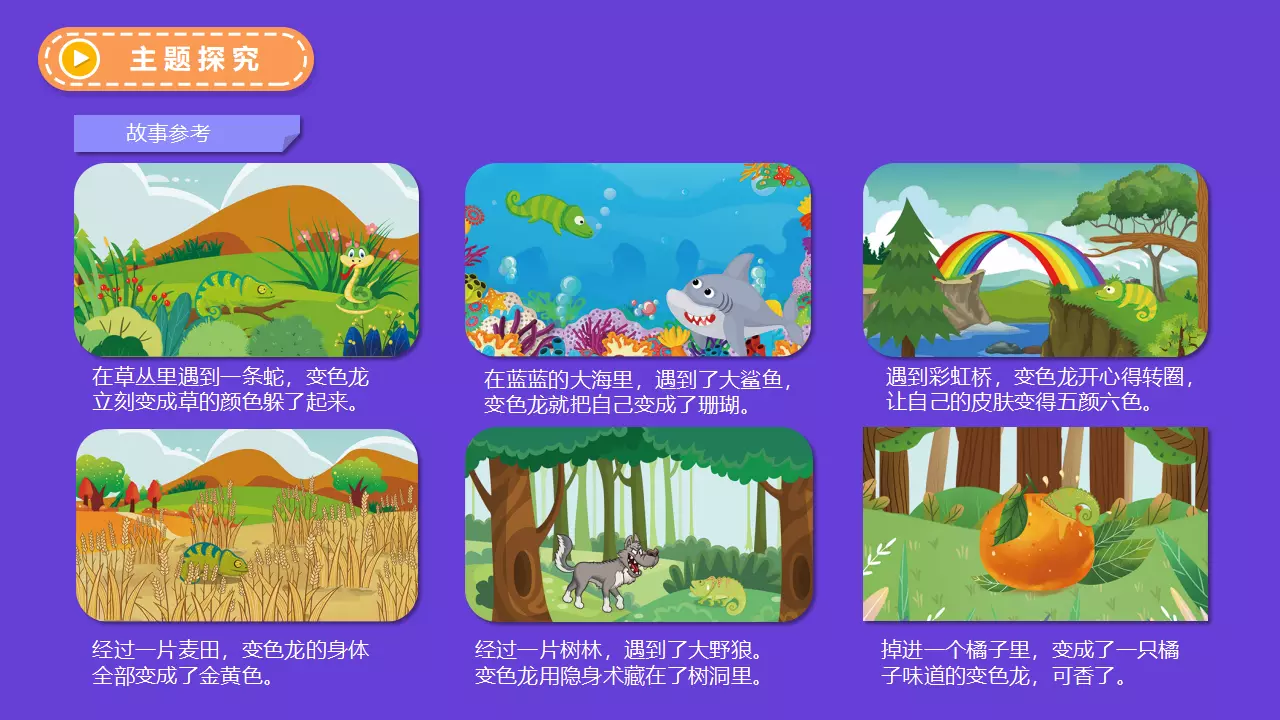 主题探究
故事参考
在草丛里遇到一条蛇，变色龙
立刻变成草的颜色躲了起来。
在蓝蓝的大海里，遇到了大鲨鱼，
变色龙就把自己变成了珊瑚。
遇到彩虹桥，变色龙开心得转圈，
让自己的皮肤变得五颜六色。
经过一片麦田，变色龙的身体
全部变成了金黄色。
经过一片树林，遇到了大野狼。
变色龙用隐身术藏在了树洞里。
掉进一个橘子里，变成了一只橘
子味道的变色龙，可香了。